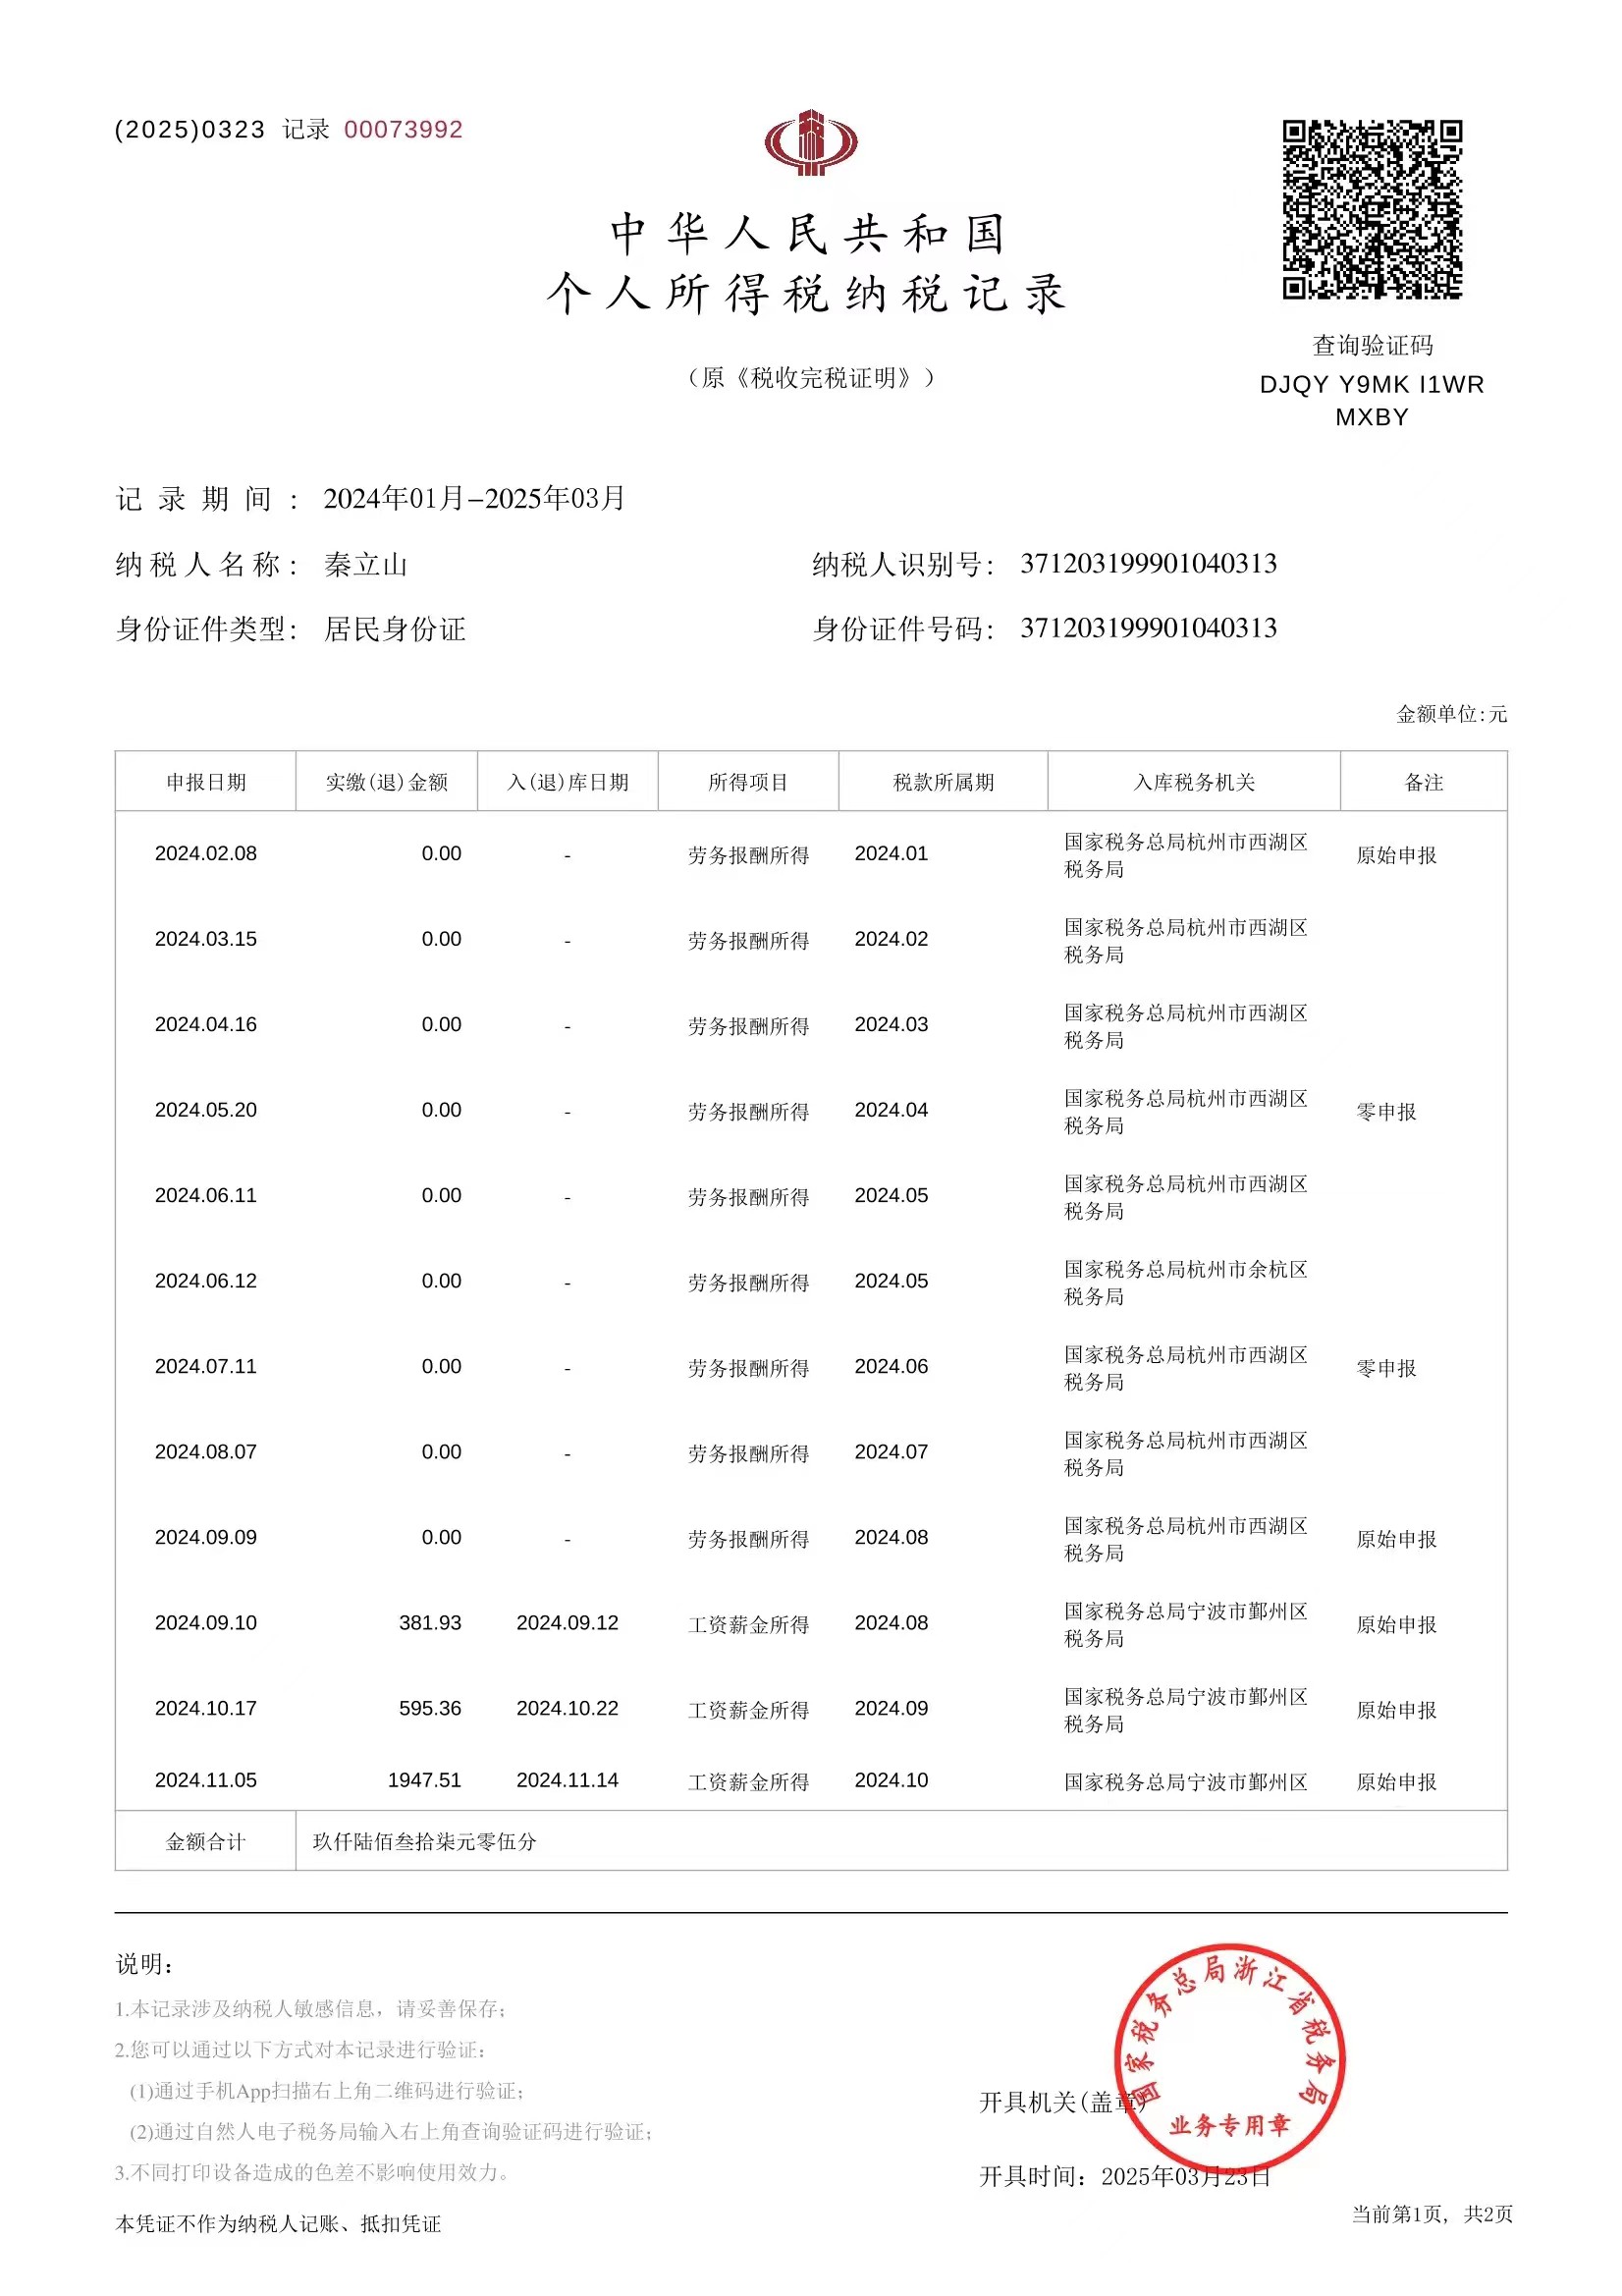 (2025)0323 记录 00073992
中华人民共和国
个人所得税纳税记录
（原《税收完税证明》）
查询验证码
DJQY Y9MK I1WR
MXBY
记录期间： 2024年01月-2025年03月
纳税人名称： 秦立山 纳税人识别号： 371203199901040313
身份证件类型： 居民身份证 身份证件号码： 371203199901040313
金额单位:元
申报日期 实缴(退)金额 入(退)库日期 所得项目 税款所属期 入库税务机关 备注
2024.02.08 0.00 - 劳务报酬所得 2024.01 国家税务总局杭州市西湖区 原始申报
税务局
2024.03.15 0.00 - 劳务报酬所得 2024.02 国家税务总局杭州市西湖区
税务局
2024.04.16 0.00 - 劳务报酬所得 2024.03 国家税务总局杭州市西湖区
税务局
2024.05.20 0.00 - 劳务报酬所得 2024.04 国家税务总局杭州市西湖区 零申报
税务局
2024.06.11 0.00 - 劳务报酬所得 2024.05 国家税务总局杭州市西湖区
税务局
2024.06.12 0.00 - 劳务报酬所得 2024.05 国家税务总局杭州市余杭区
税务局
2024.07.11 0.00 - 劳务报酬所得 2024.06 国家税务总局杭州市西湖区 零申报
税务局
2024.08.07 0.00 - 劳务报酬所得 2024.07 国家税务总局杭州市西湖区
税务局
2024.09.09 0.00 - 劳务报酬所得 2024.08 国家税务总局杭州市西湖区 原始申报
税务局
2024.09.10 381.93 2024.09.12 工资薪金所得 2024.08 国家税务总局宁波市鄞州区 原始申报
税务局
2024.10.17 595.36 2024.10.22 工资薪金所得 2024.09 国家税务总局宁波市鄞州区 原始申报
税务局
2024.11.05 1947.51 2024.11.14 工资薪金所得 2024.10 国家税务总局宁波市鄞州区 原始申报
金额合计 玖仟陆佰叁拾柒元零伍分
说明：
1.本记录涉及纳税人敏感信息，请妥善保存；
2.您可以通过以下方式对本记录进行验证：
(1)通过手机App扫描右上角二维码进行验证；
(2)通过自然人电子税务局输入右上角查询验证码进行验证；
3.不同打印设备造成的色差不影响使用效力。
本凭证不作为纳税人记账、抵扣凭证
国家税务总局浙江省税务局
业务专用章
开具机关(盖章)
开具时间：2025年03月23日
当前第1页，共2页